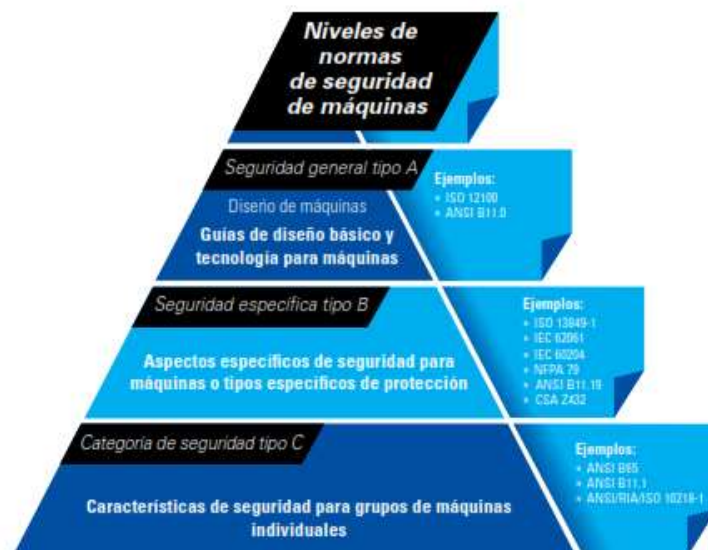 Niveles de
normas
de seguridad
de máquinas
Seguridad general tipo A
Diseño de máquinas
Guías de diseño básico y
tecnología para máquinas
Ejemplos:
• ISO 12100
• ANSI B11.0
Seguridad específica tipo B
Aspectos específicos de seguridad para
máquinas o tipos específicos de protección
Ejemplos:
• ISO 13849-1
• IEC 62061
• IEC 60204
• NFPA 79
• ANSI B11.19
• CSA Z432
Categoría de seguridad tipo C
Características de seguridad para grupos de máquinas
individuales
Ejemplos:
• ANSI B65
• ANSI B11.1
• ANSI/RIA/ISO 10218-1